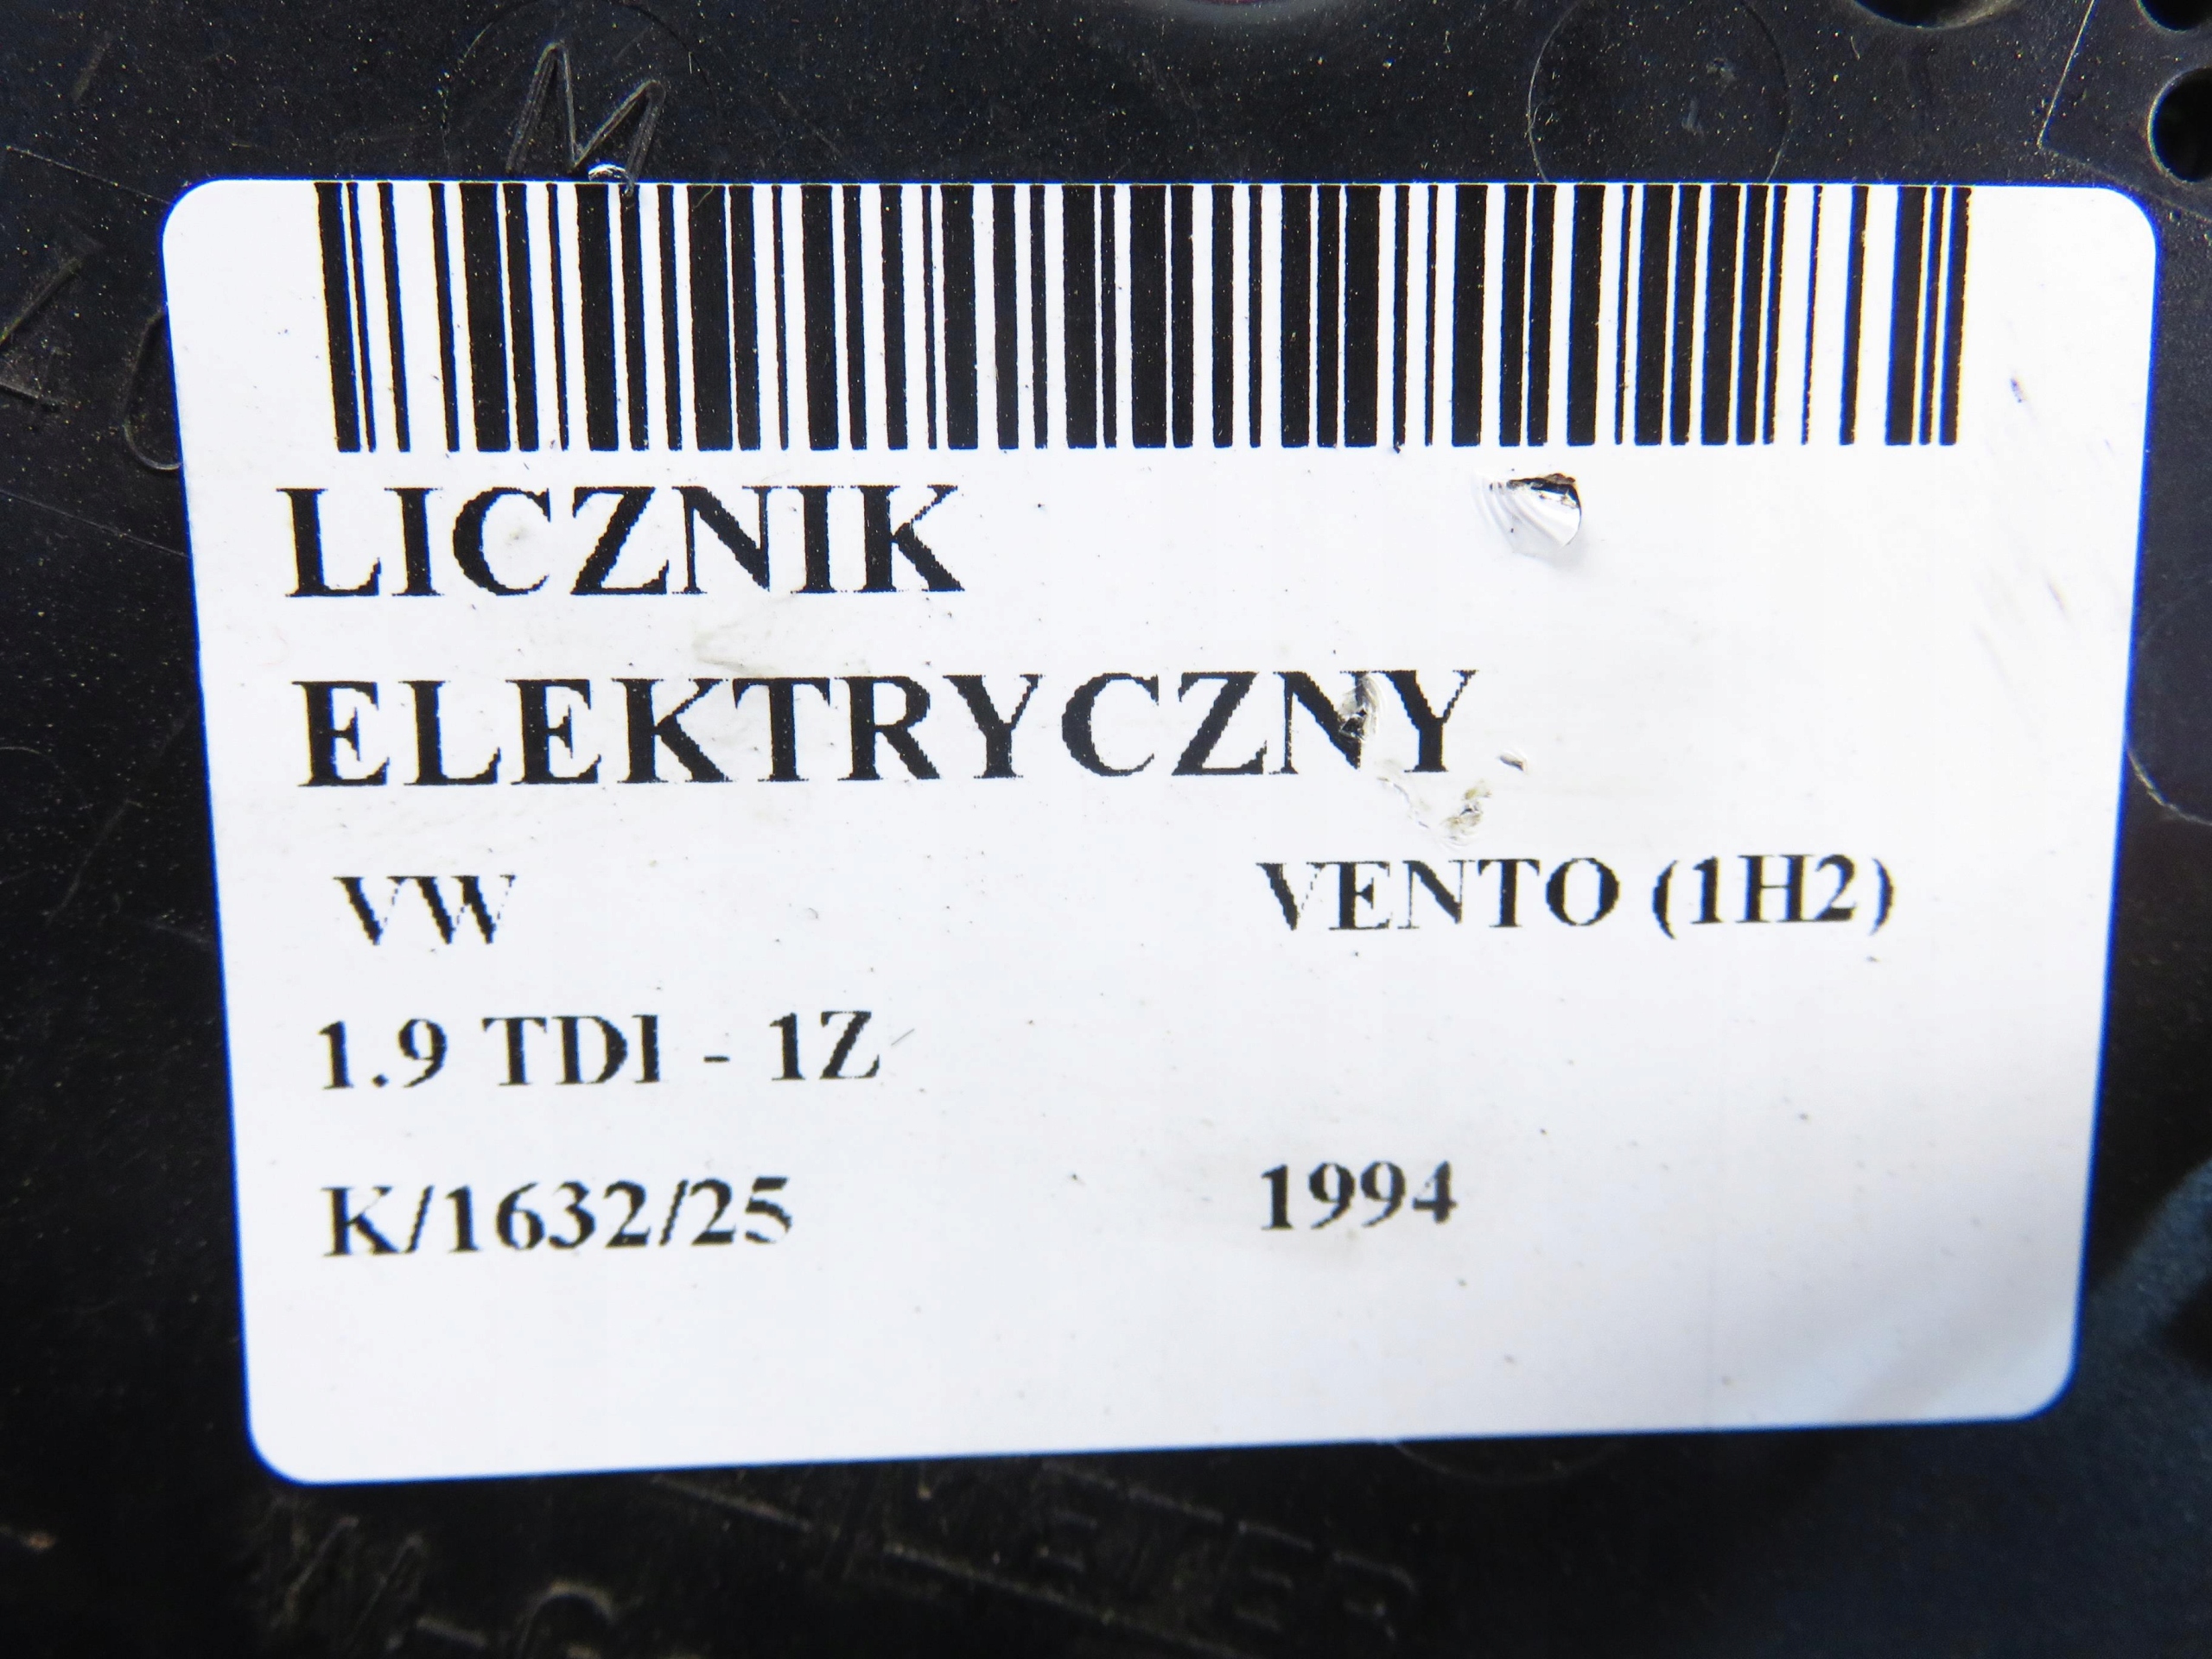 LICZNIK
ELEKTRYCZNY
VW VENTO (1H2)
1.9 TDI - 1Z
K/1632/25 1994